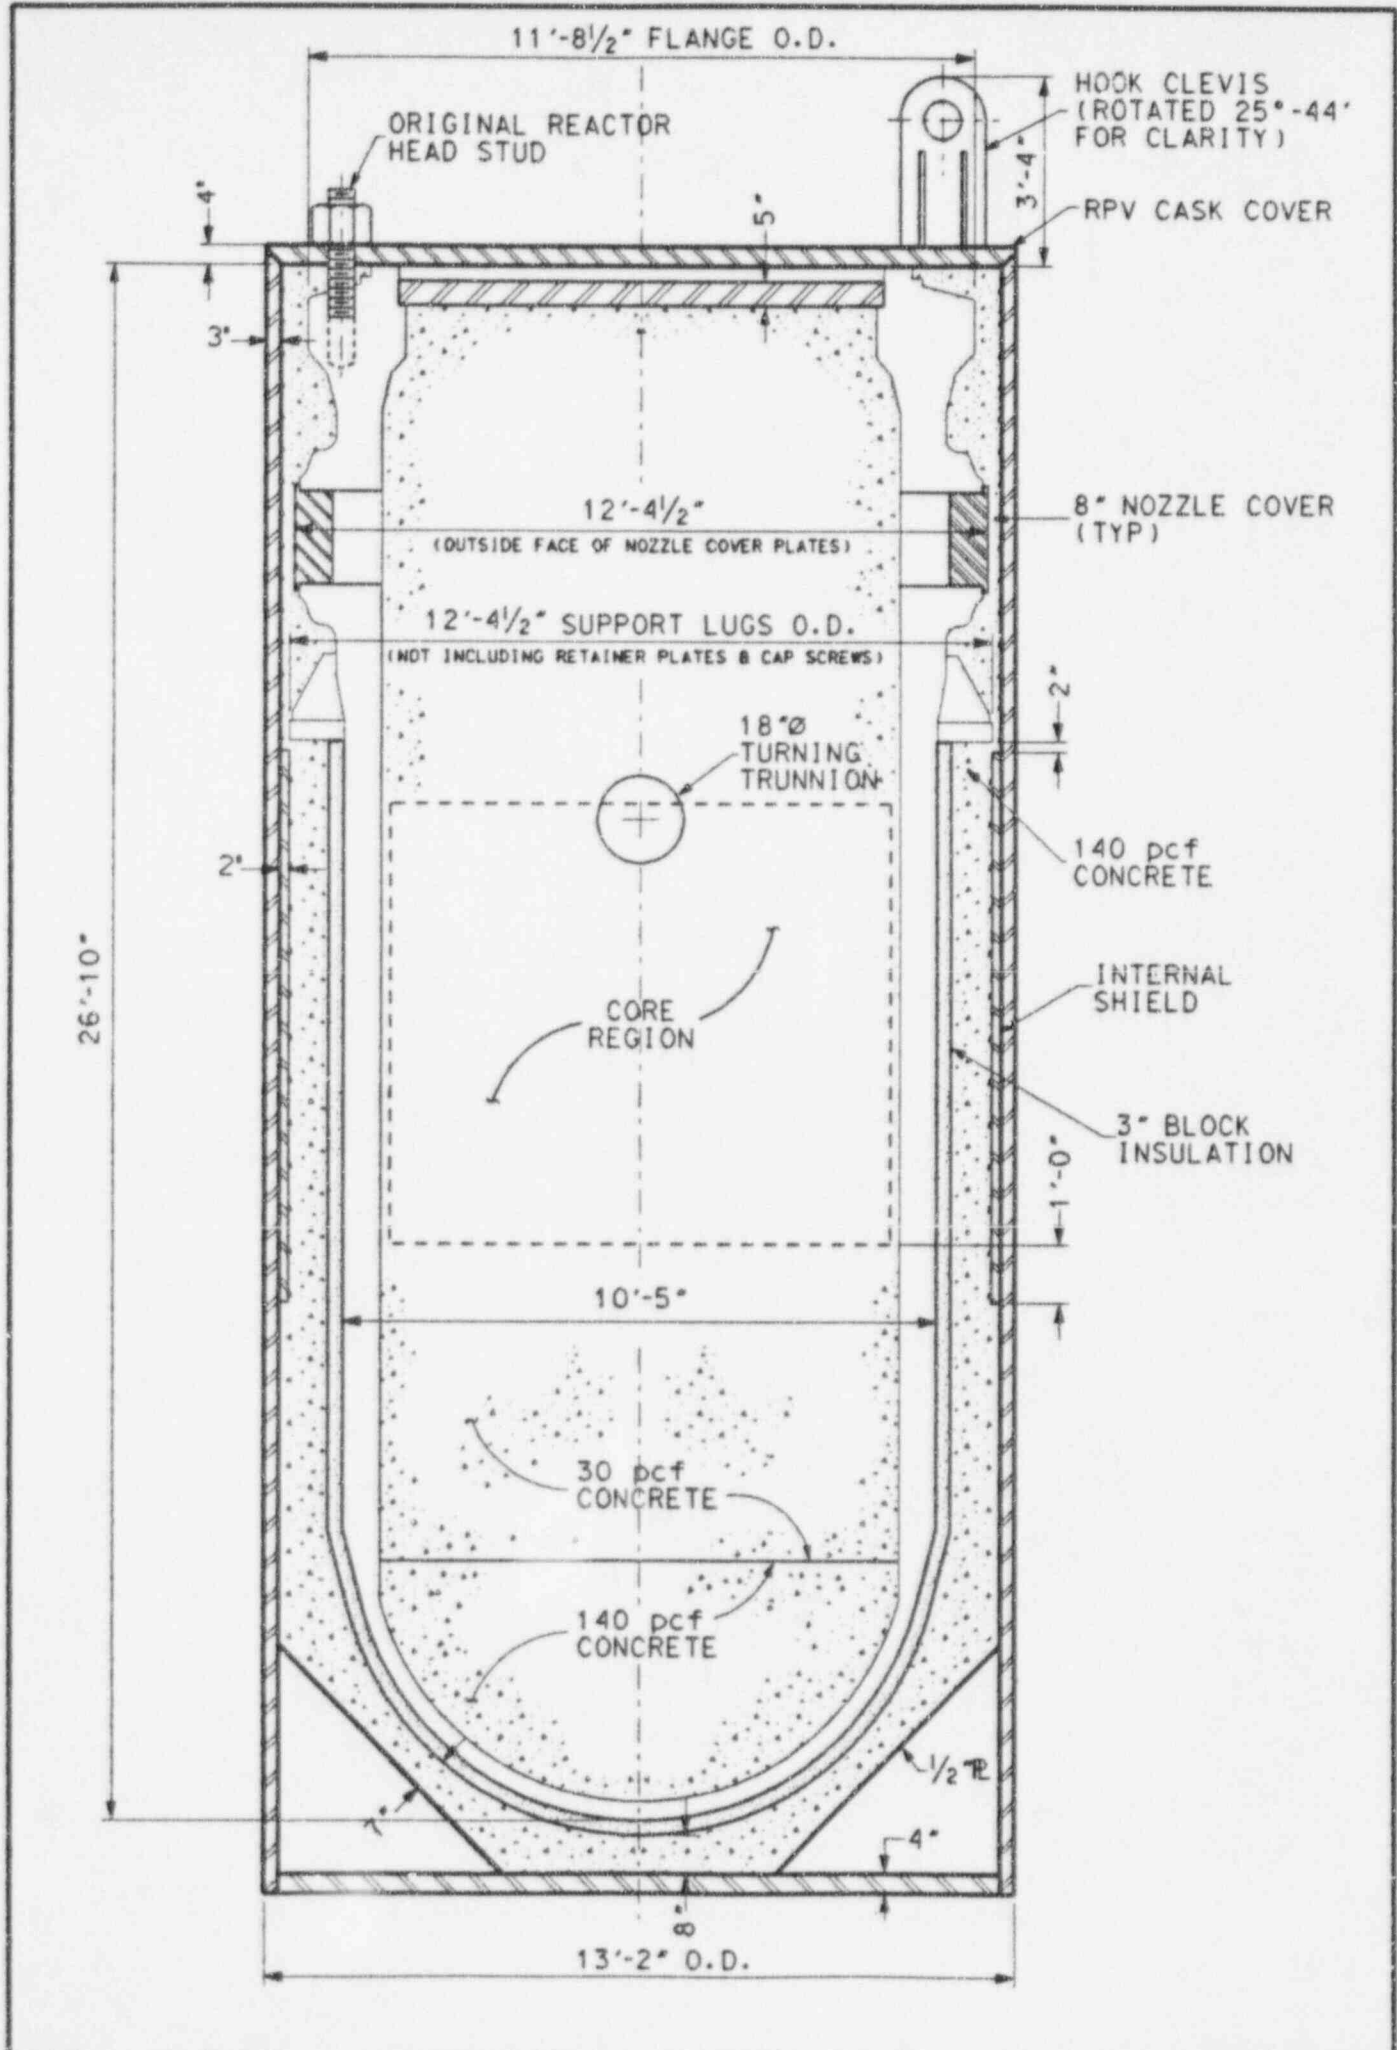 11'-8½" FLANGE O.D.
HOOK CLEVIS
(ROTATED 25°-44'
FOR CLARITY)
ORIGINAL REACTOR
HEAD STUD
3'-4"
4"
5"
RPV CASK COVER
3"
12'-4½"
(OUTSIDE FACE OF NOZZLE COVER PLATES)
8" NOZZLE COVER
(TYP)
12'-4½" SUPPORT LUGS O.D.
(NOT INCLUDING RETAINER PLATES & CAP SCREWS)
2"
18"Ø
TURNING
TRUNNION
140 pcf
CONCRETE
2"
26'-10"
INTERNAL
SHIELD
CORE
REGION
3" BLOCK
INSULATION
1'-0"
10'-5"
30 pcf
CONCRETE
140 pcf
CONCRETE
½ PL
7"
4"
8"
13'-2" O.D.